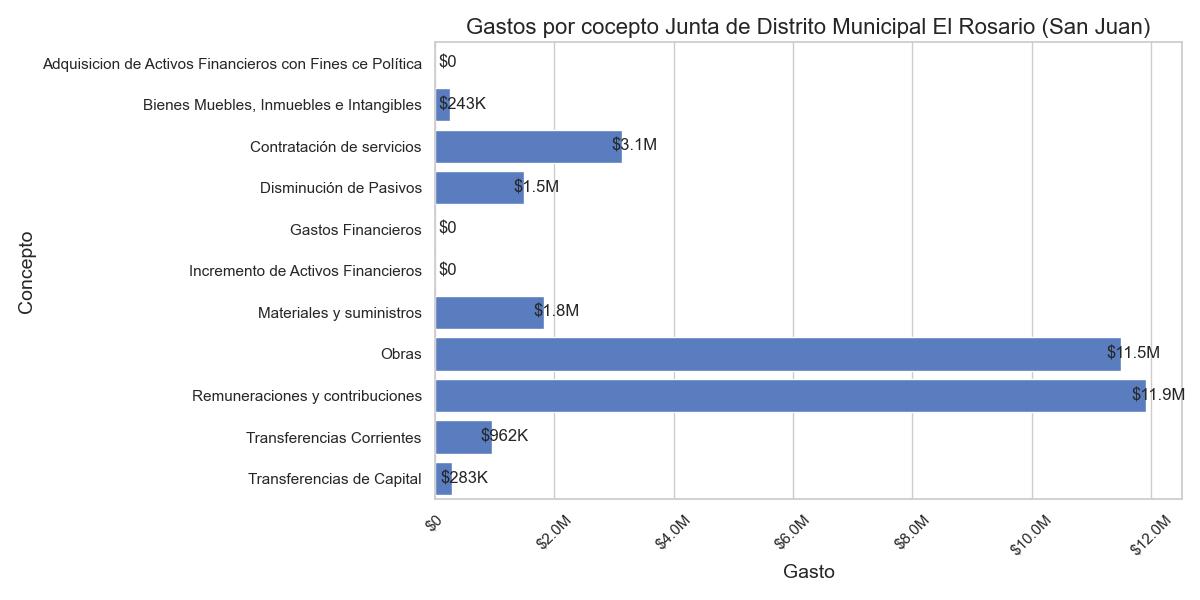 Gastos por cocepto Junta de Distrito Municipal El Rosario (San Juan)
Concepto
Adquisicion de Activos Financieros con Fines ce Política $0
Bienes Muebles, Inmuebles e Intangibles $243K
Contratación de servicios $3.1M
Disminución de Pasivos $1.5M
Gastos Financieros $0
Incremento de Activos Financieros $0
Materiales y suministros $1.8M
Obras $11.5M
Remuneraciones y contribuciones $11.9M
Transferencias Corrientes $962K
Transferencias de Capital $283K
$0 $2.0M $4.0M $6.0M $8.0M $10.0M $12.0M
Gasto